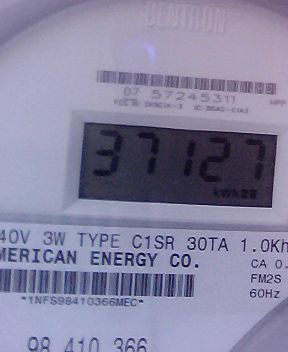 CENTRON
07 57245311
37127
kWh
40V 3W TYPE C1SR 30TA 1.0Kh
MERICAN ENERGY CO.
CA 0.
FM2S
60Hz
*1NFS98410366MEC*
98 410 366